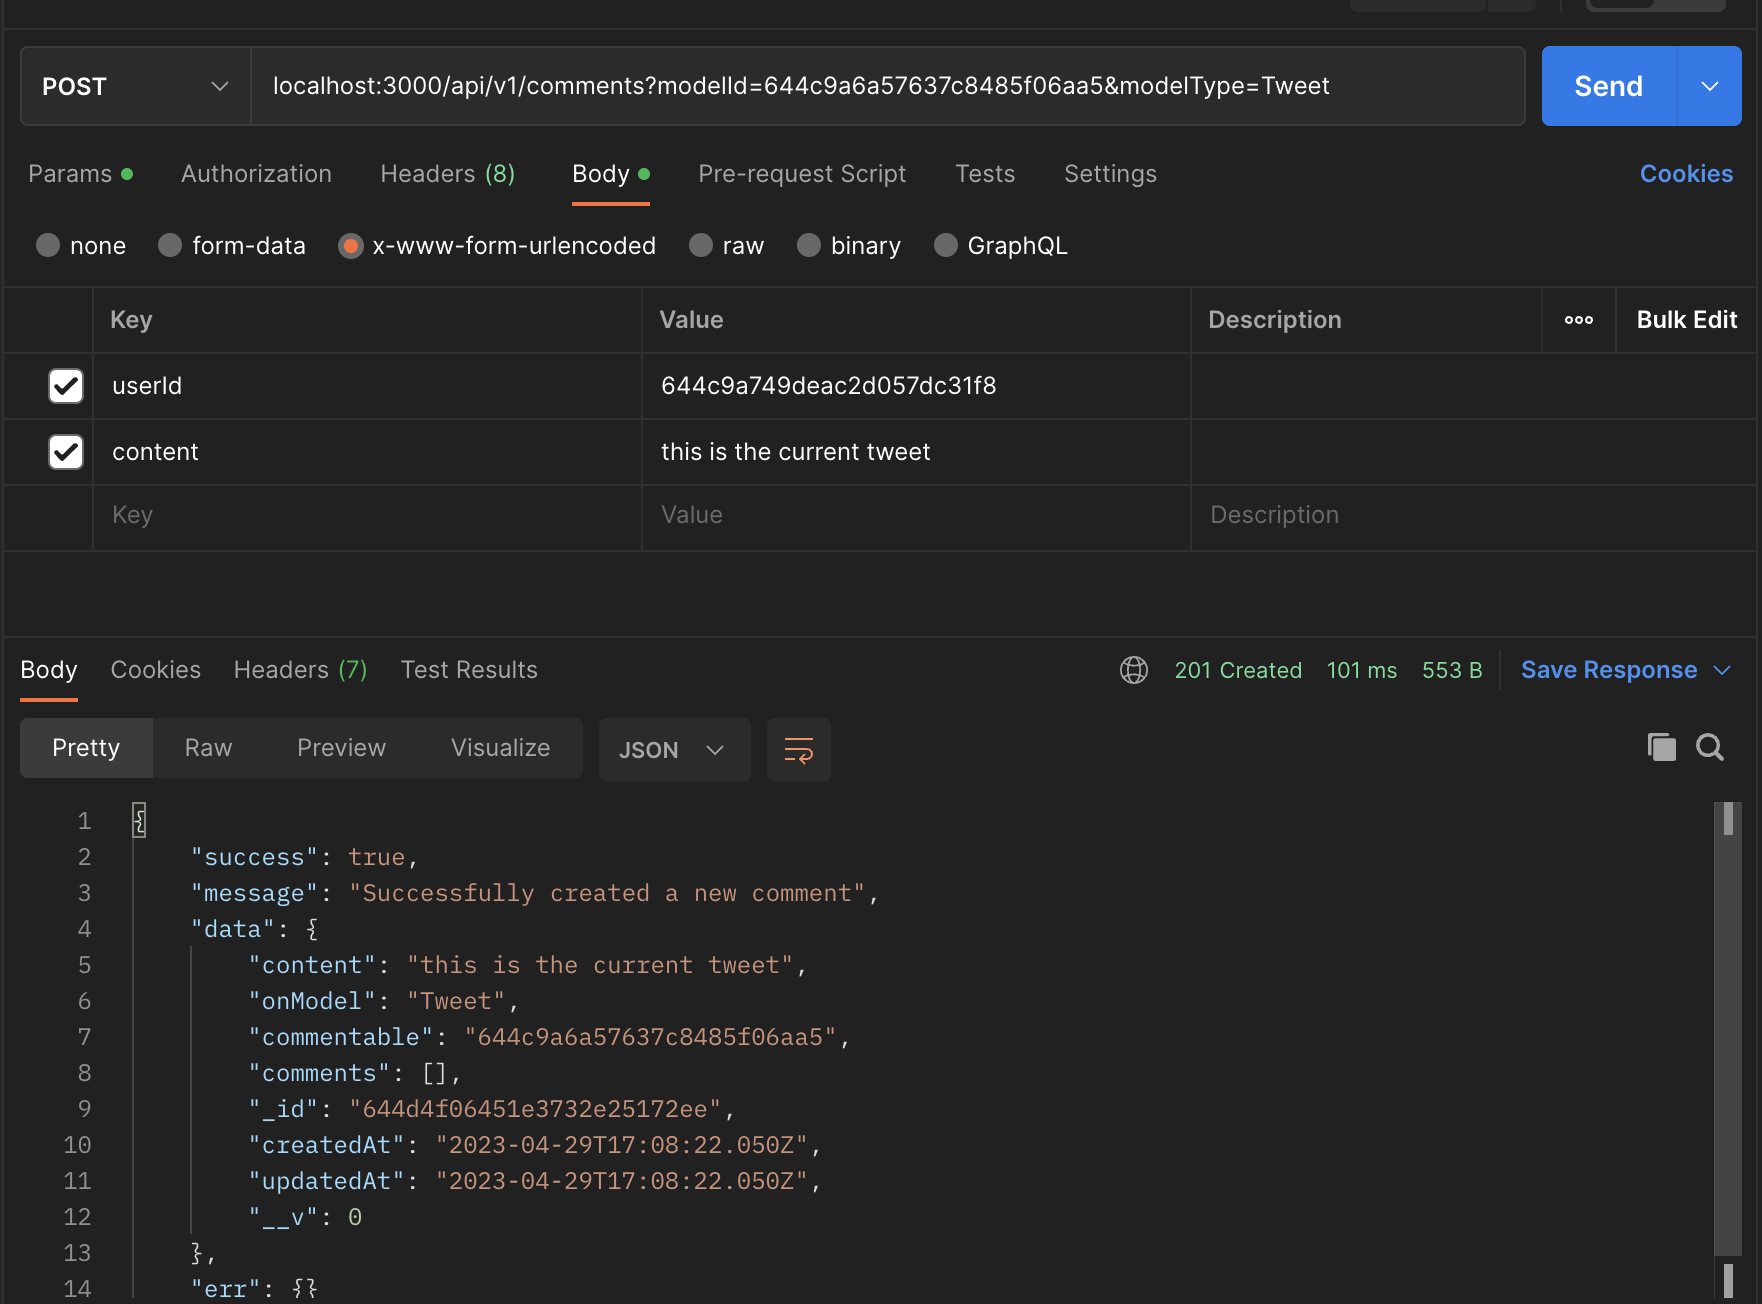 POST localhost:3000/api/v1/comments?modelId=644c9a6a57637c8485f06aa5&modelType=Tweet Send
Params Authorization Headers (8) Body Pre-request Script Tests Settings Cookies
none form-data x-www-form-urlencoded raw binary GraphQL
Key Value Description Bulk Edit
userId 644c9a749deac2d057dc31f8
content this is the current tweet
Key Value Description
Body Cookies Headers (7) Test Results 201 Created 101 ms 553 B Save Response
Pretty Raw Preview Visualize JSON
1 {
2 "success": true,
3 "message": "Successfully created a new comment",
4 "data": {
5 "content": "this is the current tweet",
6 "onModel": "Tweet",
7 "commentable": "644c9a6a57637c8485f06aa5",
8 "comments": [],
9 "_id": "644d4f06451e3732e25172ee",
10 "createdAt": "2023-04-29T17:08:22.050Z",
11 "updatedAt": "2023-04-29T17:08:22.050Z",
12 "__v": 0
13 },
14 "err": {}